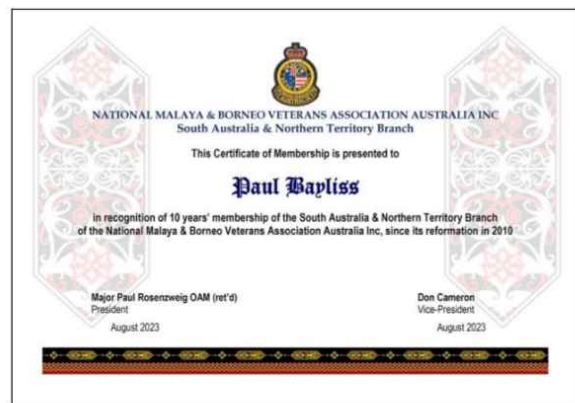 NATIONAL MALAYA & BORNEO VETERANS ASSOCIATION AUSTRALIA INC
South Australia & Northern Territory Branch
This Certificate of Membership is presented to
Paul Bayliss
in recognition of 10 years' membership of the South Australia & Northern Territory Branch
of the National Malaya & Borneo Veterans Association Australia Inc, since its reformation in 2010
Major Paul Rosenzweig OAM (ret'd)
President
August 2023
Don Cameron
Vice-President
August 2023